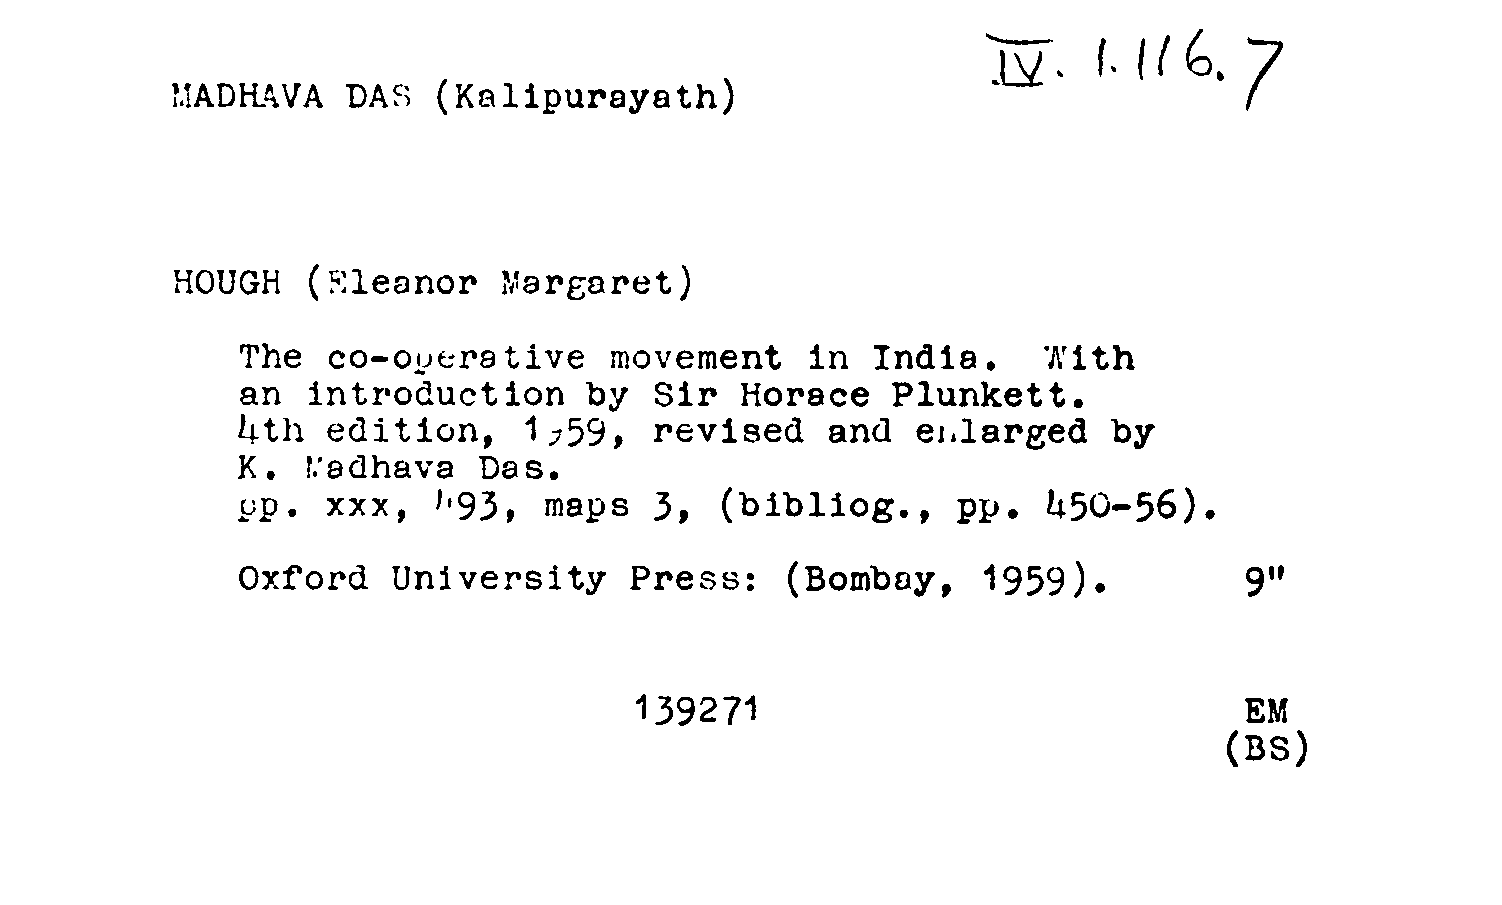 IV. 1.116.7
MADHAVA DAS (Kalipurayath)
HOUGH (Eleanor Margaret)
The co-operative movement in India. With
an introduction by Sir Horace Plunkett.
4th edition, 1959, revised and enlarged by
K. Madhava Das.
pp. xxx, 493, maps 3, (bibliog., pp. 450-56).
Oxford University Press: (Bombay, 1959). 9"
139271 EM
(BS)